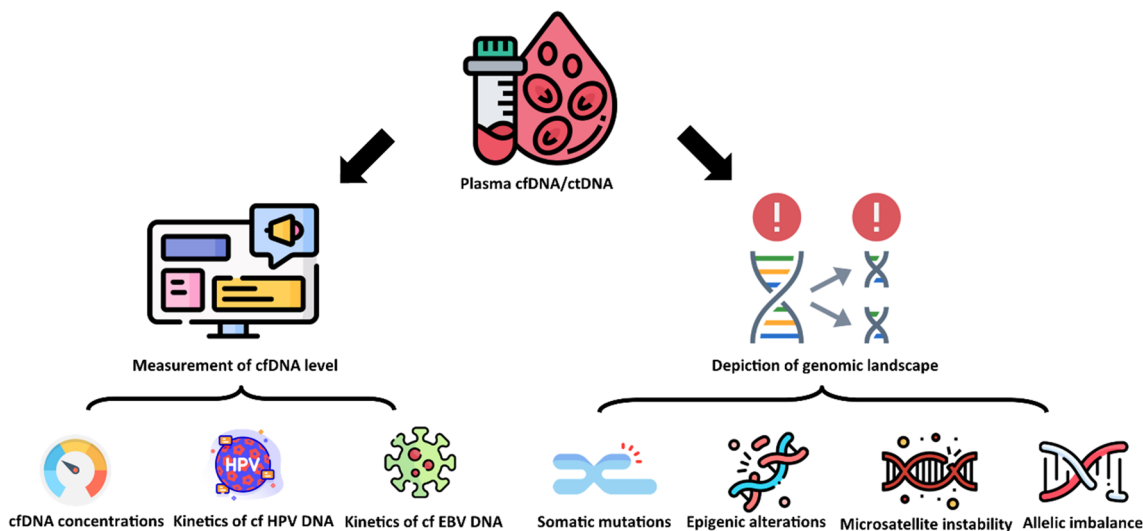 Plasma cfDNA/ctDNA
! !
Measurement of cfDNA level
Depiction of genomic landscape
HPV
cfDNA concentrations
Kinetics of cf HPV DNA
Kinetics of cf EBV DNA
Somatic mutations
Epigenic alterations
Microsatellite instability
Allelic imbalance